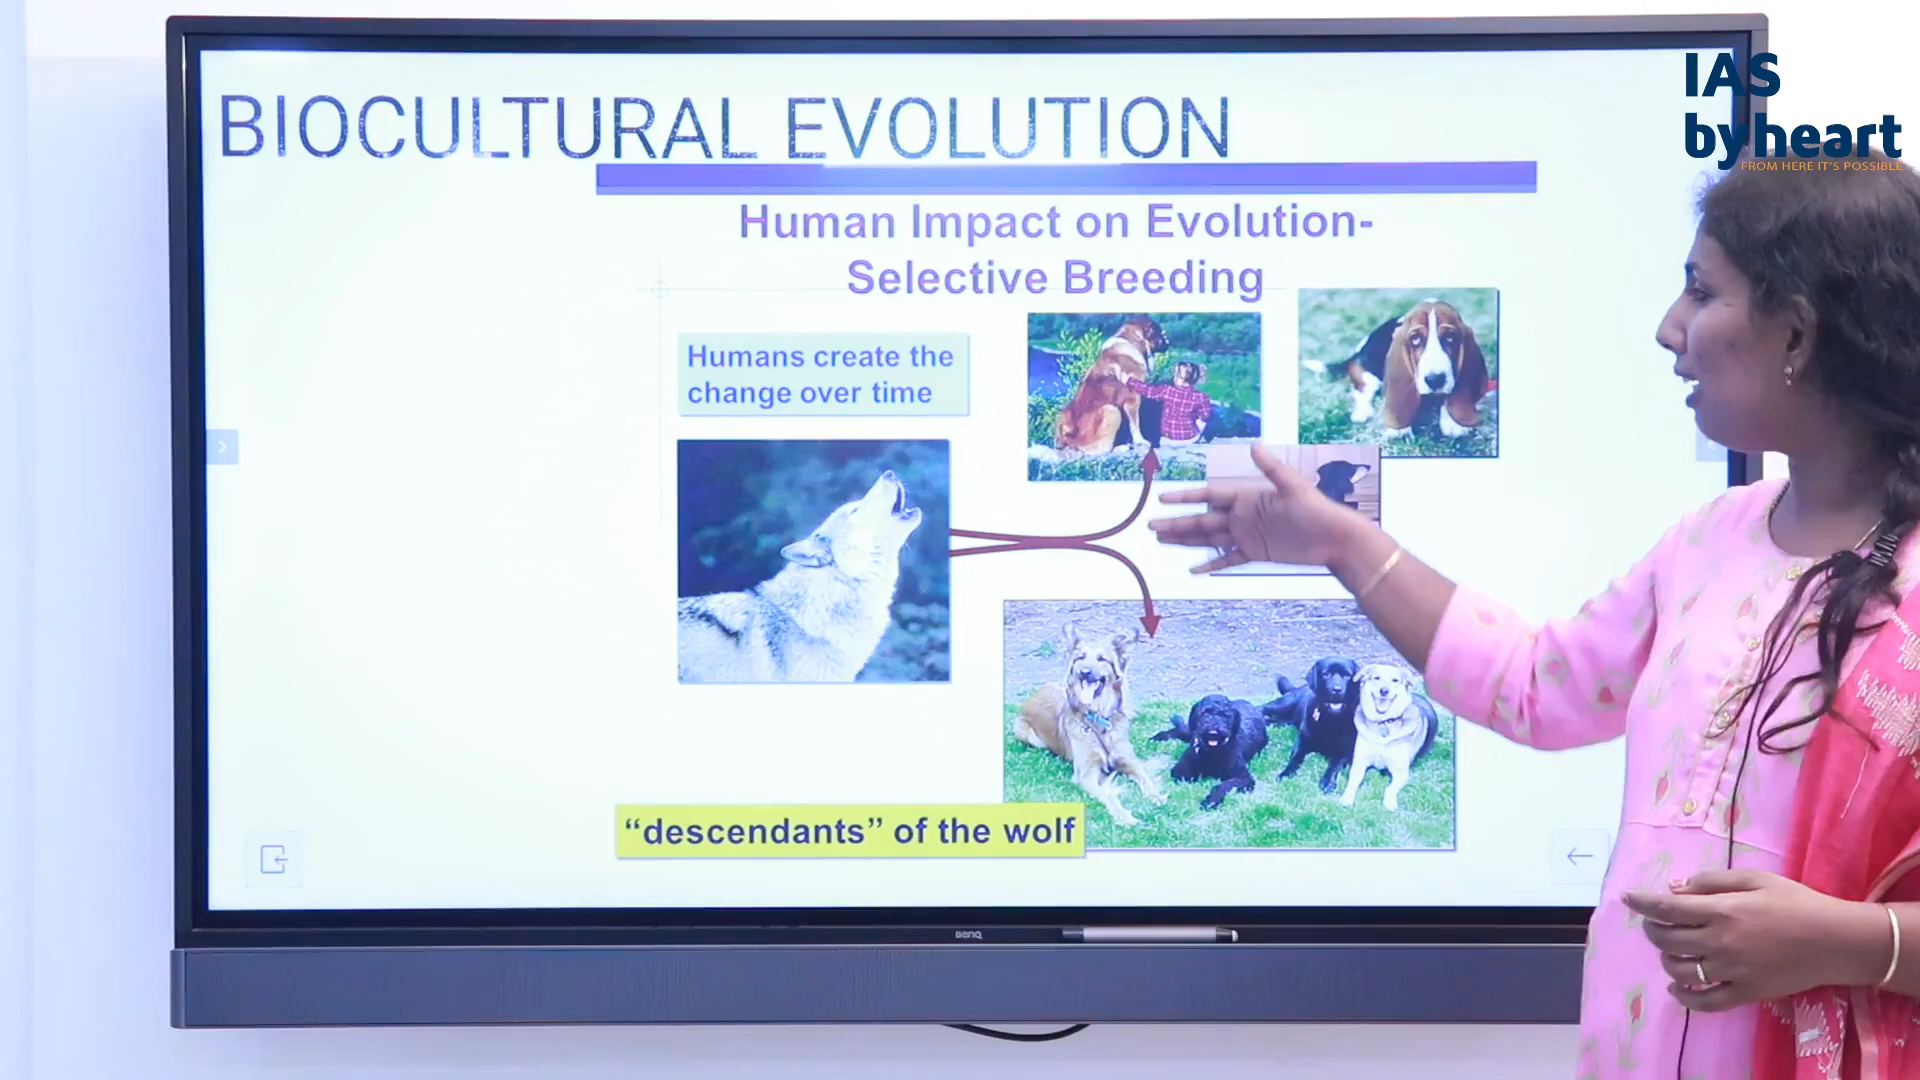 IAS
byheart
FROM HERE IT'S POSSIBLE
BIOCULTURAL EVOLUTION
Human Impact on Evolution-
Selective Breeding
Humans create the
change over time
“descendants” of the wolf
BenQ